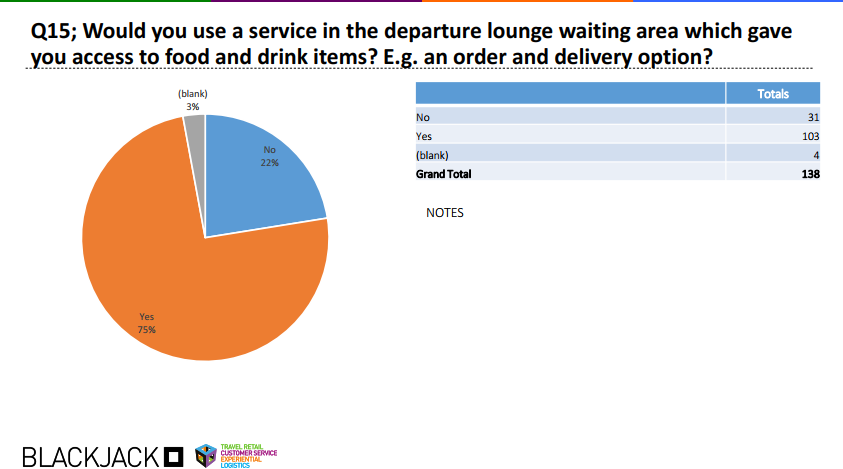 Q15; Would you use a service in the departure lounge waiting area which gave
you access to food and drink items? E.g. an order and delivery option?
(blank)
3%
No
22%
Yes
75%
Totals
No 31
Yes 103
(blank) 4
Grand Total 138
NOTES
BLACKJACK
TRAVEL RETAIL
CUSTOMER SERVICE
EXPERIENTIAL
LOGISTICS